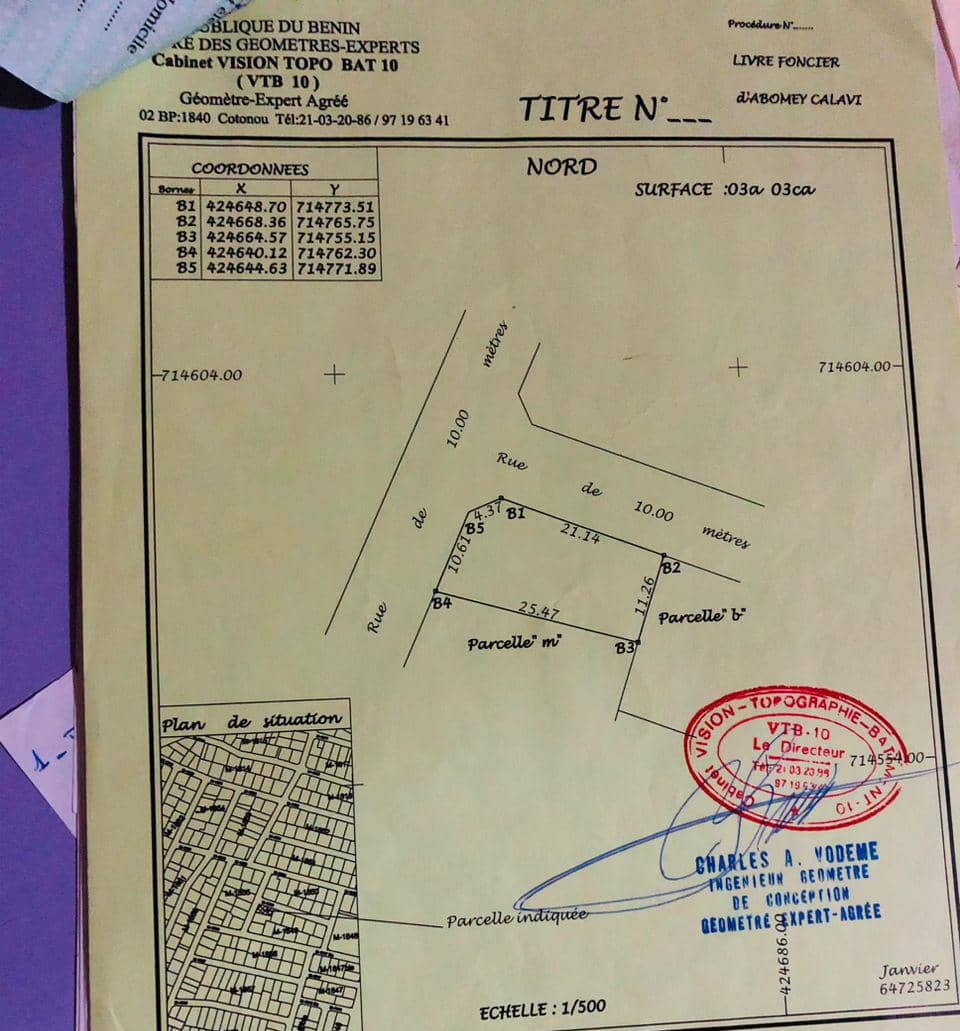 omicile
BLIQUE DU BENIN
RE DES GEOMETRES-EXPERTS
Cabinet VISION TOPO BAT 10
( VTB 10 )
Géomètre-Expert Agréé
02 BP:1840 Cotonou Tél:21-03-20-86 / 97 19 63 41
Procédure N°.......
LIVRE FONCIER
d'ABOMEY CALAVI
TITRE N°___
COORDONNEES
Bornes X Y
B1 424648.70 714773.51
B2 424668.36 714765.75
B3 424664.57 714755.15
B4 424640.12 714762.30
B5 424644.63 714771.89
NORD
SURFACE :03a 03ca
714604.00
714604.00
Rue de 10.00 mètres
Rue de 10.00 mètres
4.37
B1
B5
21.14
10.61
B2
11.26
B4
25.47
B3
Parcelle" b"
Parcelle" m"
Plan de situation
Parcelle indiquée
Cabinet VISION-TOPOGRAPHIE-BATIMENT-10
VTB-10
Le Directeur
714554.00
CHARLES A. VODEME
INGENIEUR GEOMETRE
DE CONCEPTION
GEOMETRE EXPERT-AGRÉE
424686.00
ECHELLE : 1/500
Janvier
64725823